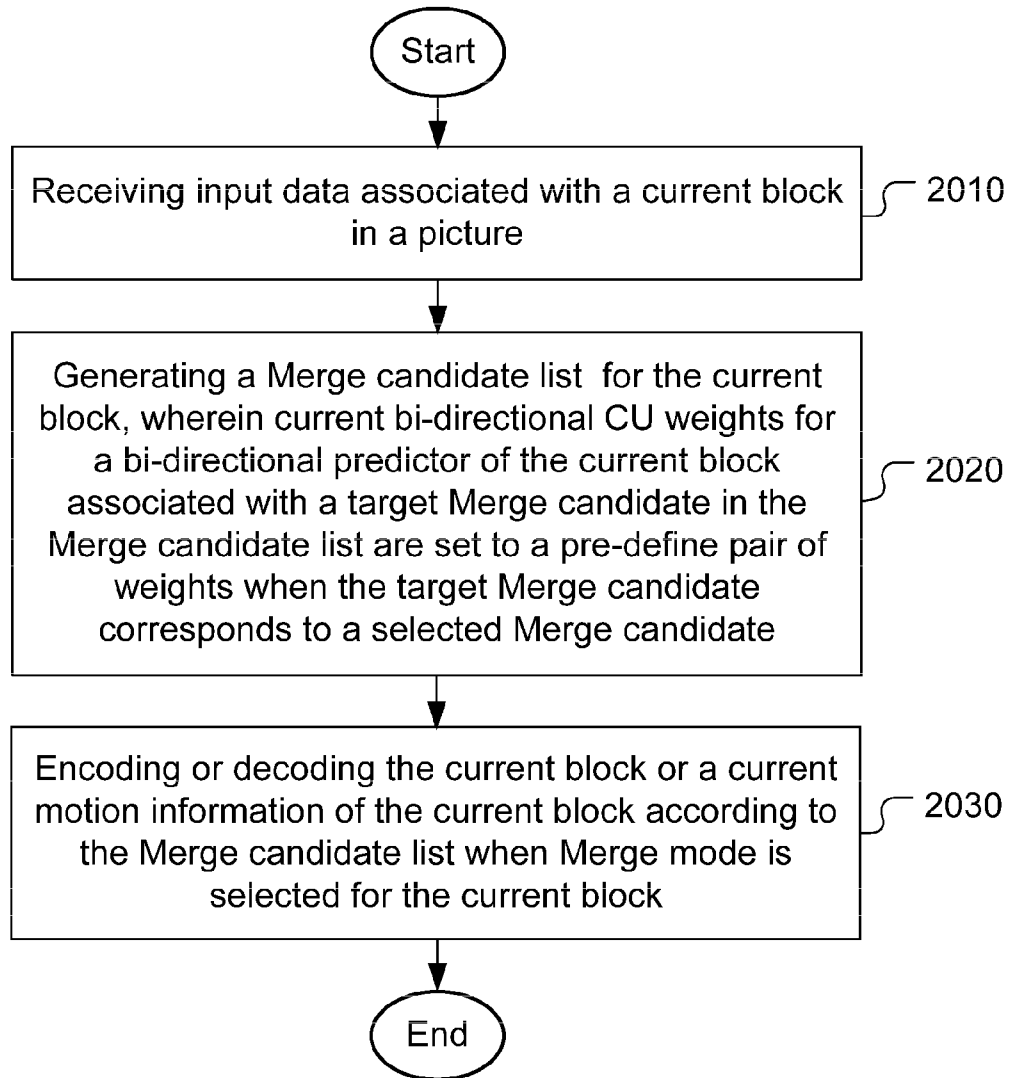 Start
Receiving input data associated with a current block
in a picture
2010
Generating a Merge candidate list for the current
block, wherein current bi-directional CU weights for
a bi-directional predictor of the current block
associated with a target Merge candidate in the
Merge candidate list are set to a pre-define pair of
weights when the target Merge candidate
corresponds to a selected Merge candidate
2020
Encoding or decoding the current block or a current
motion information of the current block according to
the Merge candidate list when Merge mode is
selected for the current block
2030
End